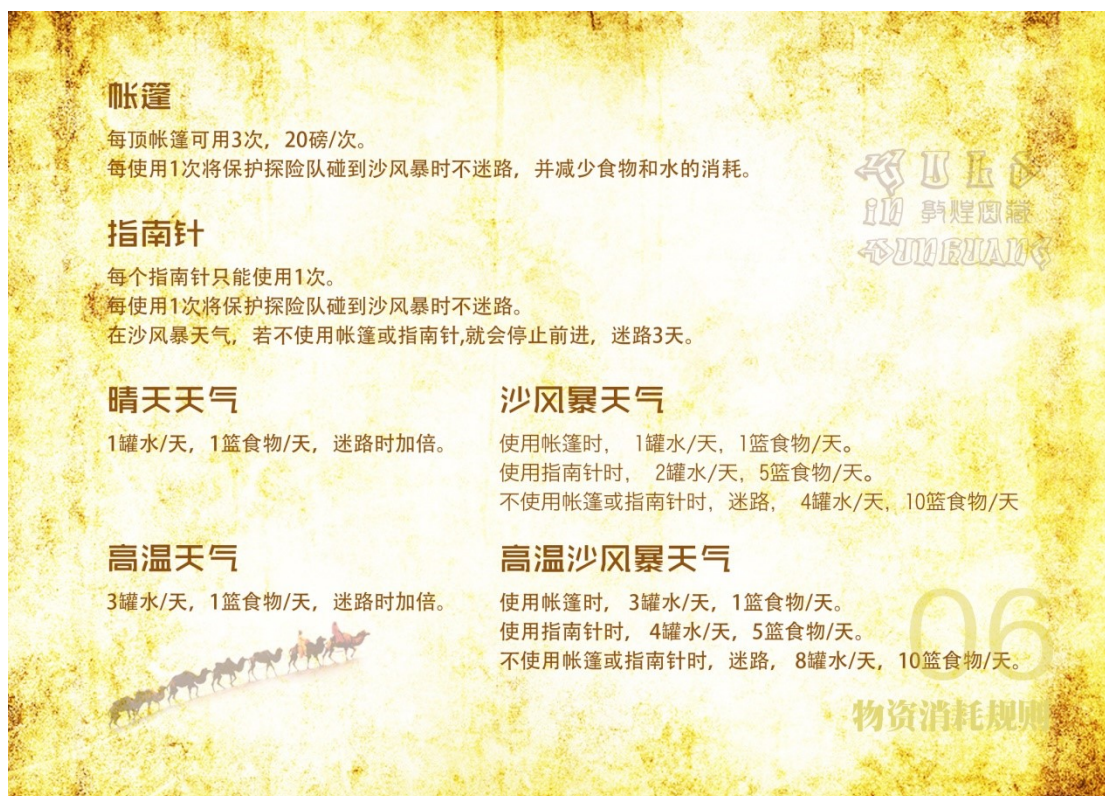 帐篷
每顶帐篷可用3次，20磅/次。
每使用1次将保护探险队碰到沙风暴时不迷路，并减少食物和水的消耗。
GOLD
in 敦煌窟藏
DUNHUANG
指南针
每个指南针只能使用1次。
每使用1次将保护探险队碰到沙风暴时不迷路。
在沙风暴天气，若不使用帐篷或指南针,就会停止前进，迷路3天。
晴天天气
1罐水/天，1篮食物/天，迷路时加倍。
沙风暴天气
使用帐篷时， 1罐水/天，1篮食物/天。
使用指南针时， 2罐水/天，5篮食物/天。
不使用帐篷或指南针时，迷路， 4罐水/天，10篮食物/天
高温天气
3罐水/天，1篮食物/天，迷路时加倍。
高温沙风暴天气
使用帐篷时， 3罐水/天，1篮食物/天。
使用指南针时， 4罐水/天，5篮食物/天。
不使用帐篷或指南针时，迷路， 8罐水/天，10篮食物/天。
06
物资消耗规则